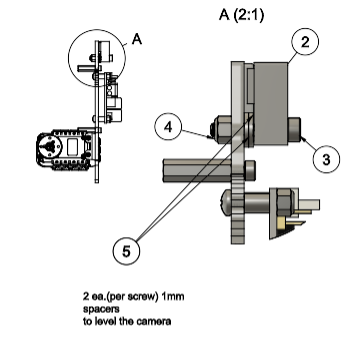 A (2:1)
A
2
4
3
5
2 ea.(per screw) 1mm
spacers
to level the camera